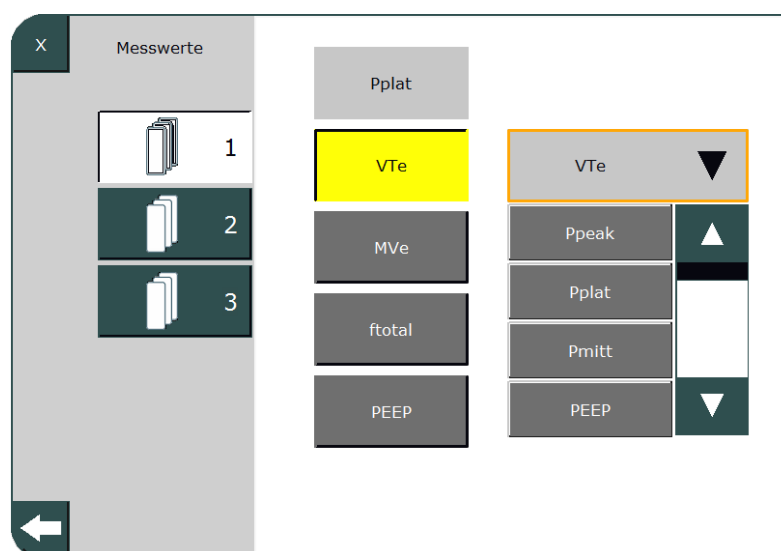 X
Messwerte
1
2
3
Pplat
VTe
MVe
ftotal
PEEP
VTe
Ppeak
Pplat
Pmitt
PEEP